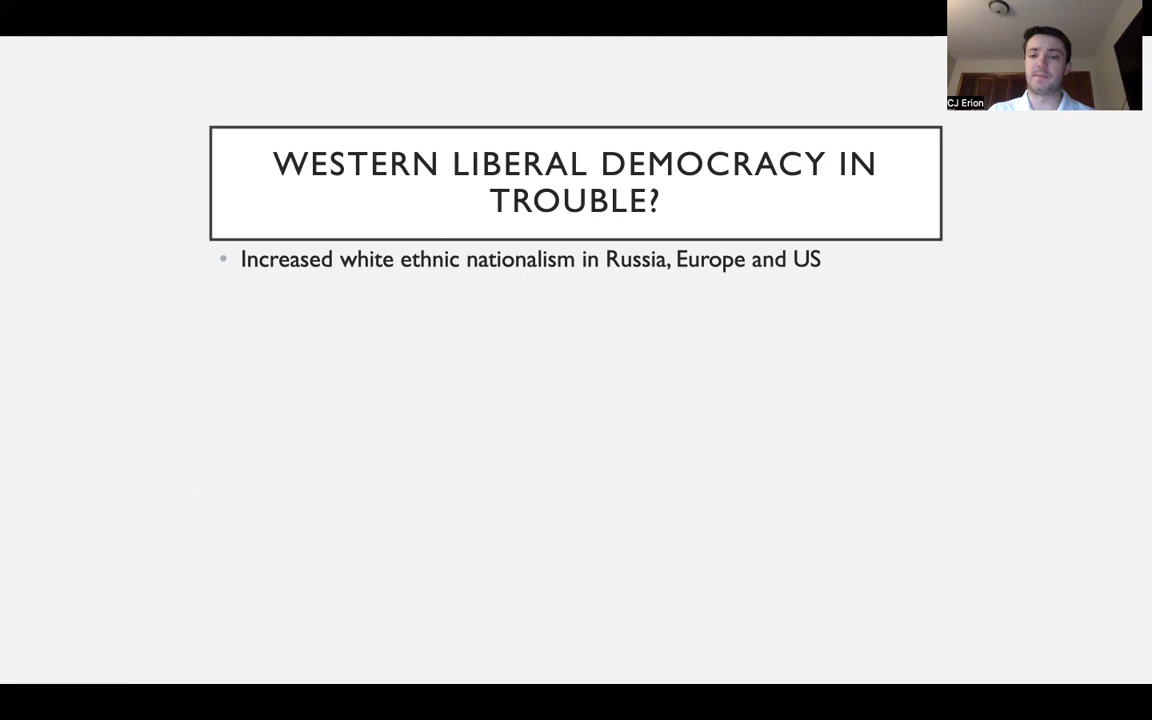 CJ Erion
WESTERN LIBERAL DEMOCRACY IN
TROUBLE?
• Increased white ethnic nationalism in Russia, Europe and US